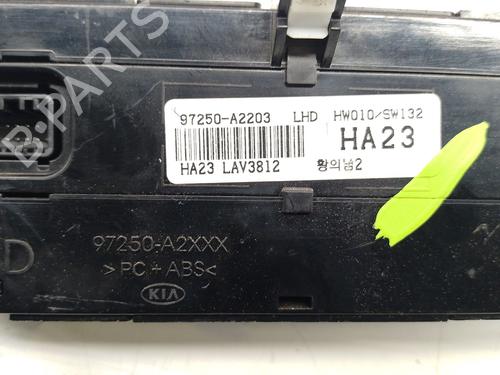 97250-A2203 LHD HW010/SW132
HA23
HA23 LAV3812
황의남2
97250-A2XXX
>PC+ABS<
KIA
D
B-PARTS